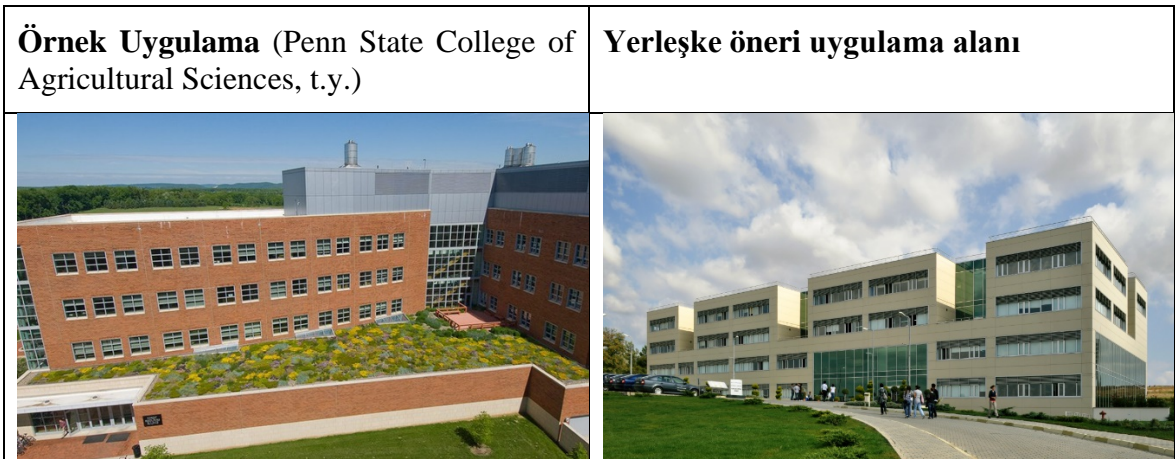 Örnek Uygulama (Penn State College of
Agricultural Sciences, t.y.)
Yerleşke öneri uygulama alanı